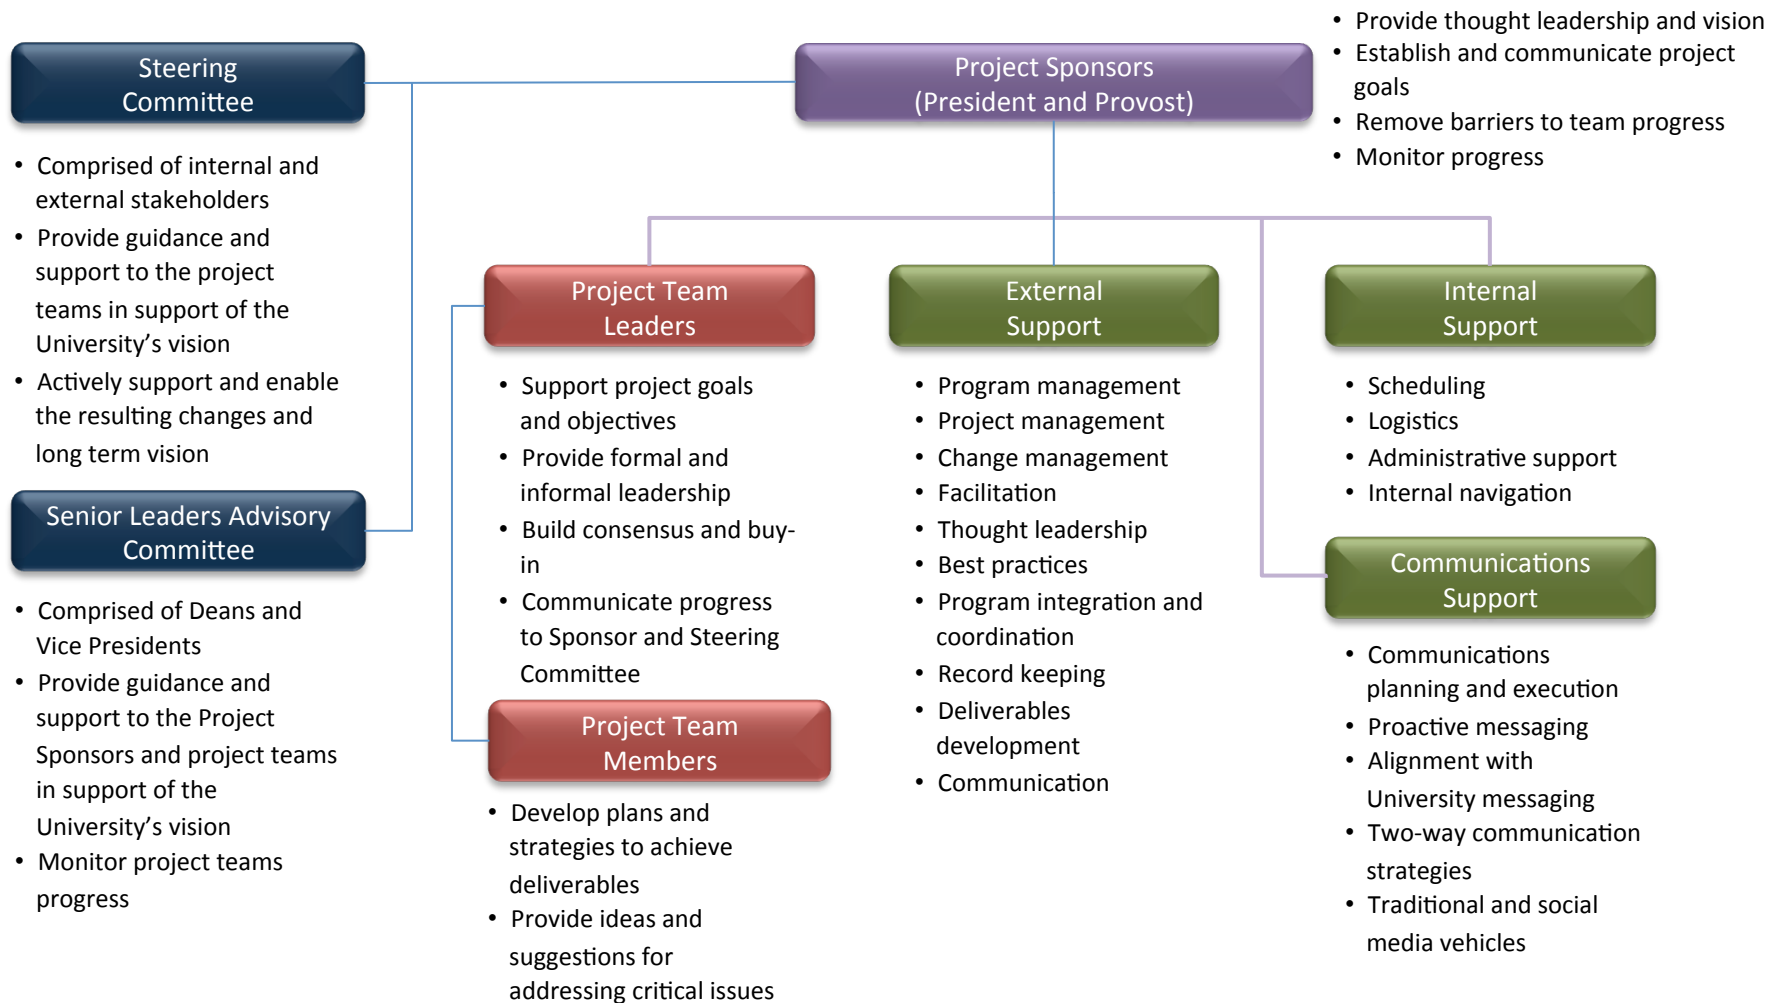 Steering
Committee
• Comprised of internal and
external stakeholders
• Provide guidance and
support to the project
teams in support of the
University’s vision
• Actively support and enable
the resulting changes and
long term vision
Senior Leaders Advisory
Committee
• Comprised of Deans and
Vice Presidents
• Provide guidance and
support to the Project
Sponsors and project teams
in support of the
University’s vision
• Monitor project teams
progress
Project Sponsors
(President and Provost)
• Provide thought leadership and vision
• Establish and communicate project
goals
• Remove barriers to team progress
• Monitor progress
Project Team
Leaders
• Support project goals
and objectives
• Provide formal and
informal leadership
• Build consensus and buy-
in
• Communicate progress
to Sponsor and Steering
Committee
Project Team
Members
• Develop plans and
strategies to achieve
deliverables
• Provide ideas and
suggestions for
addressing critical issues
External
Support
• Program management
• Project management
• Change management
• Facilitation
• Thought leadership
• Best practices
• Program integration and
coordination
• Record keeping
• Deliverables
development
• Communication
Internal
Support
• Scheduling
• Logistics
• Administrative support
• Internal navigation
Communications
Support
• Communications
planning and execution
• Proactive messaging
• Alignment with
University messaging
• Two-way communication
strategies
• Traditional and social
media vehicles